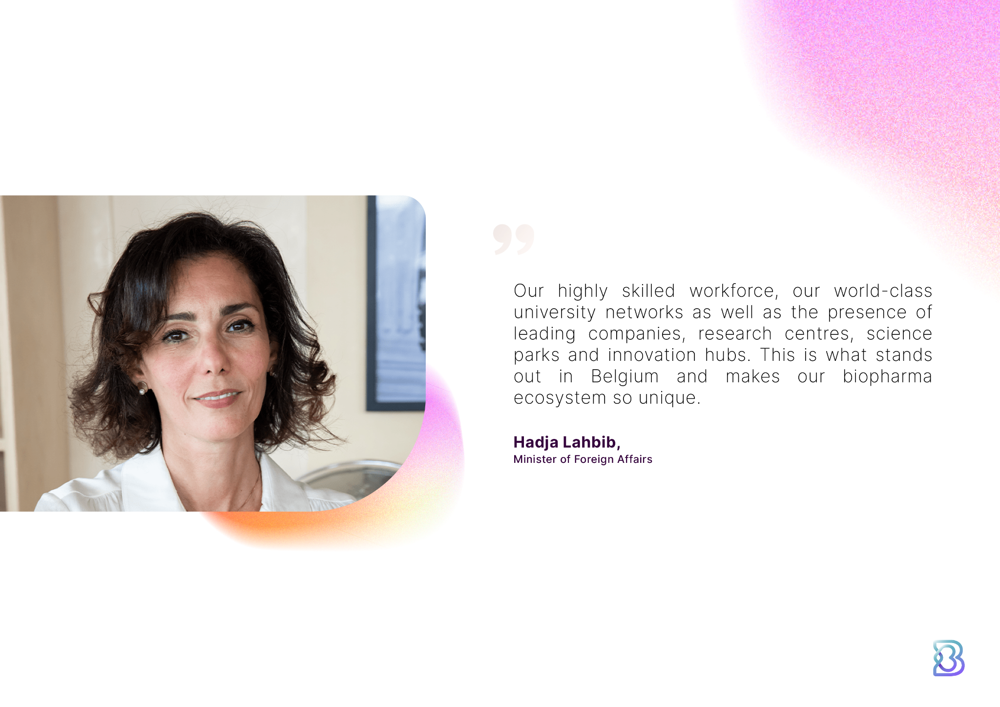 ”
Our highly skilled workforce, our world-class
university networks as well as the presence of
leading companies, research centres, science
parks and innovation hubs. This is what stands
out in Belgium and makes our biopharma
ecosystem so unique.
Hadja Lahbib,
Minister of Foreign Affairs